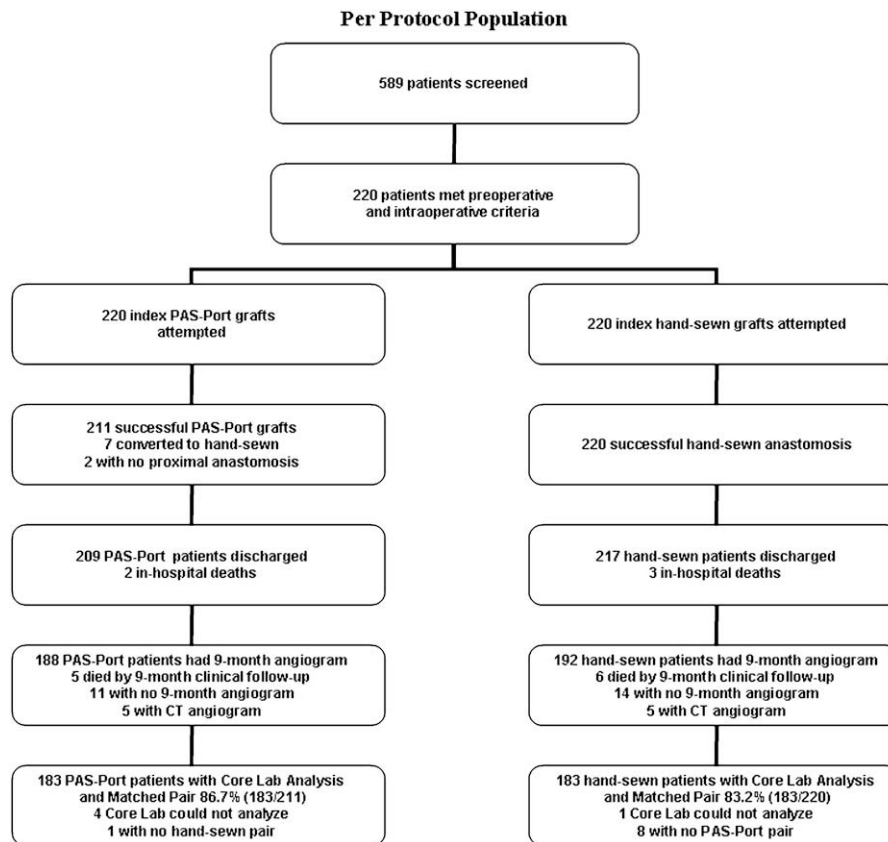 Per Protocol Population
589 patients screened
220 patients met preoperative
and intraoperative criteria
220 index PAS-Port grafts
attempted
220 index hand-sewn grafts attempted
211 successful PAS-Port grafts
7 converted to hand-sewn
2 with no proximal anastomosis
220 successful hand-sewn anastomosis
209 PAS-Port patients discharged
2 in-hospital deaths
217 hand-sewn patients discharged
3 in-hospital deaths
188 PAS-Port patients had 9-month angiogram
5 died by 9-month clinical follow-up
11 with no 9-month angiogram
5 with CT angiogram
192 hand-sewn patients had 9-month angiogram
6 died by 9-month clinical follow-up
14 with no 9-month angiogram
5 with CT angiogram
183 PAS-Port patients with Core Lab Analysis
and Matched Pair 86.7% (183/211)
4 Core Lab could not analyze
1 with no hand-sewn pair
183 hand-sewn patients with Core Lab Analysis
and Matched Pair 83.2% (183/220)
1 Core Lab could not analyze
8 with no PAS-Port pair